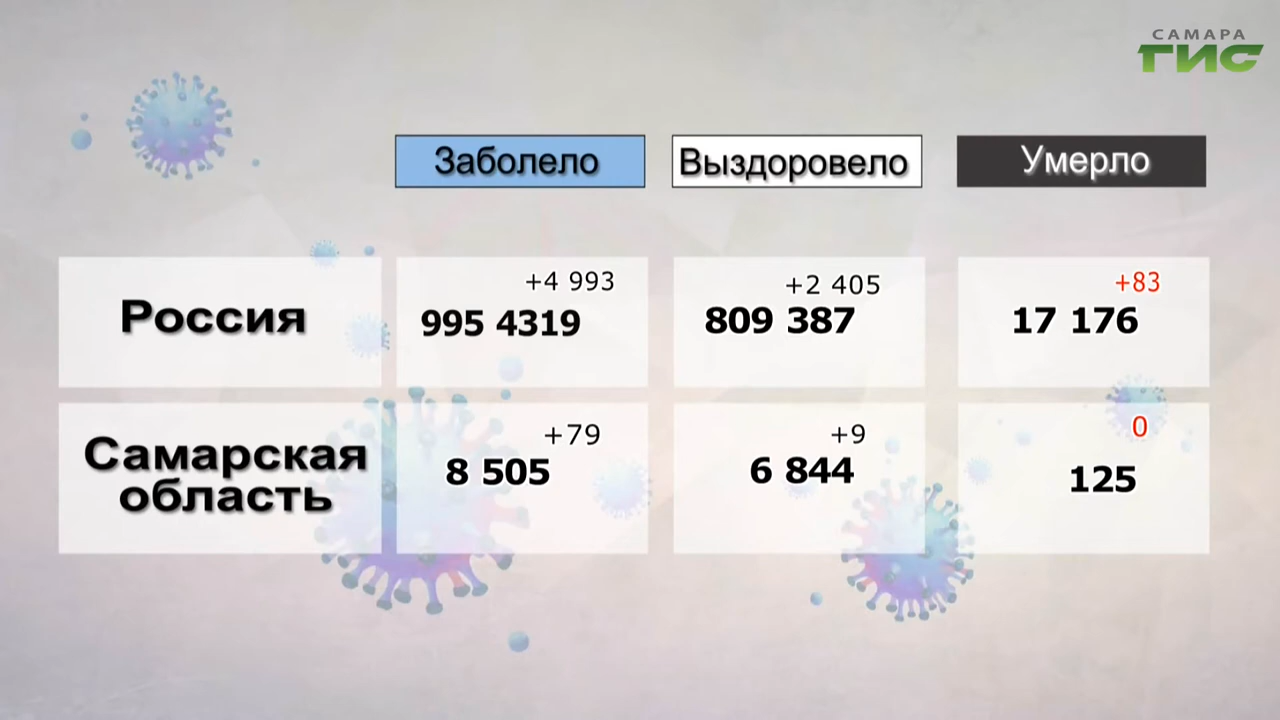 САМАРА
ГИС
Заболело Выздоровело Умерло
+4 993 +2 405 +83
Россия 995 4319 809 387 17 176
+79 +9 0
Самарская
область 8 505 6 844 125